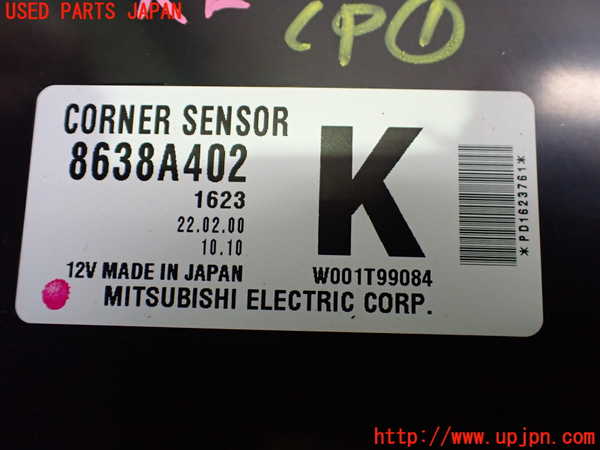 USED PARTS JAPAN
CP①
CORNER SENSOR
8638A402
K
1623
22.02.00
10.10
*PD1623761*
12V MADE IN JAPAN
W001T99084
MITSUBISHI ELECTRIC CORP.
http://www.upjpn.com/